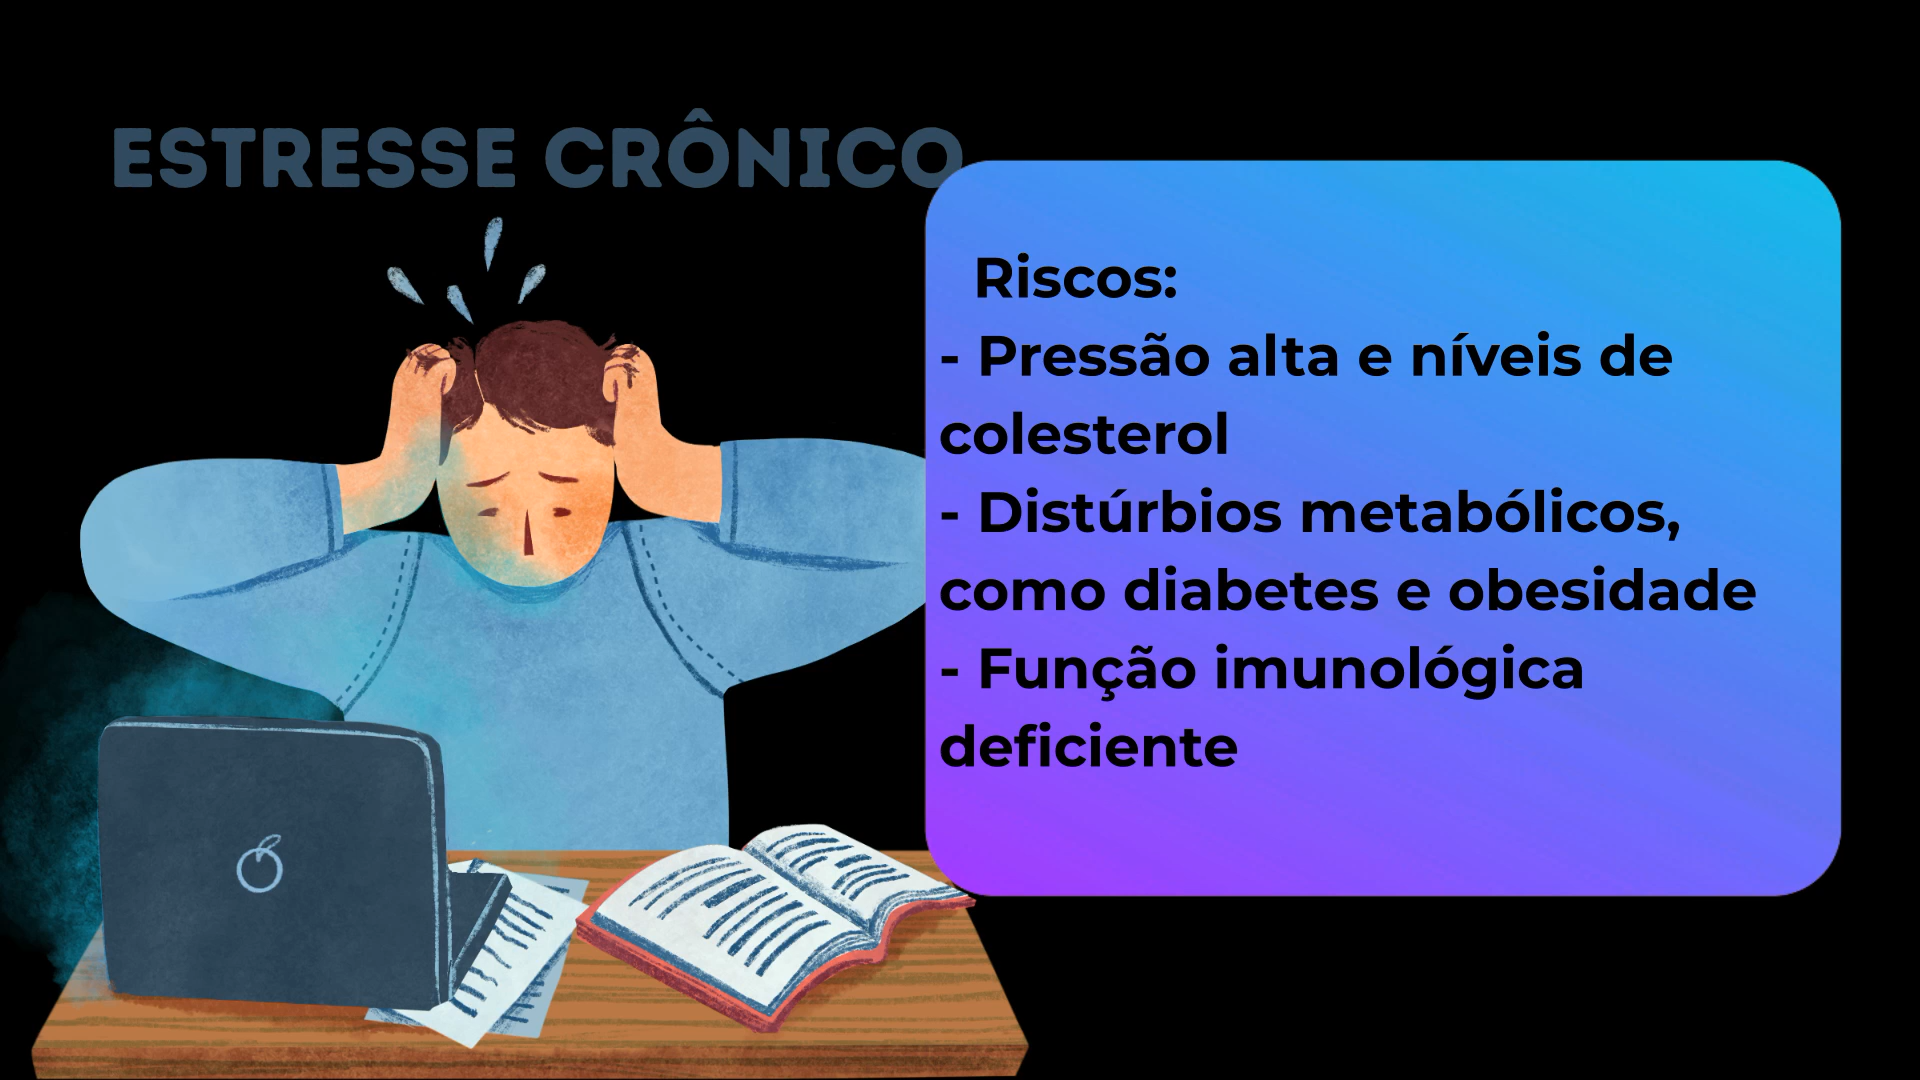 ESTRESSE CRÔNICO
Riscos:
- Pressão alta e níveis de
colesterol
- Distúrbios metabólicos,
como diabetes e obesidade
- Função imunológica
deficiente